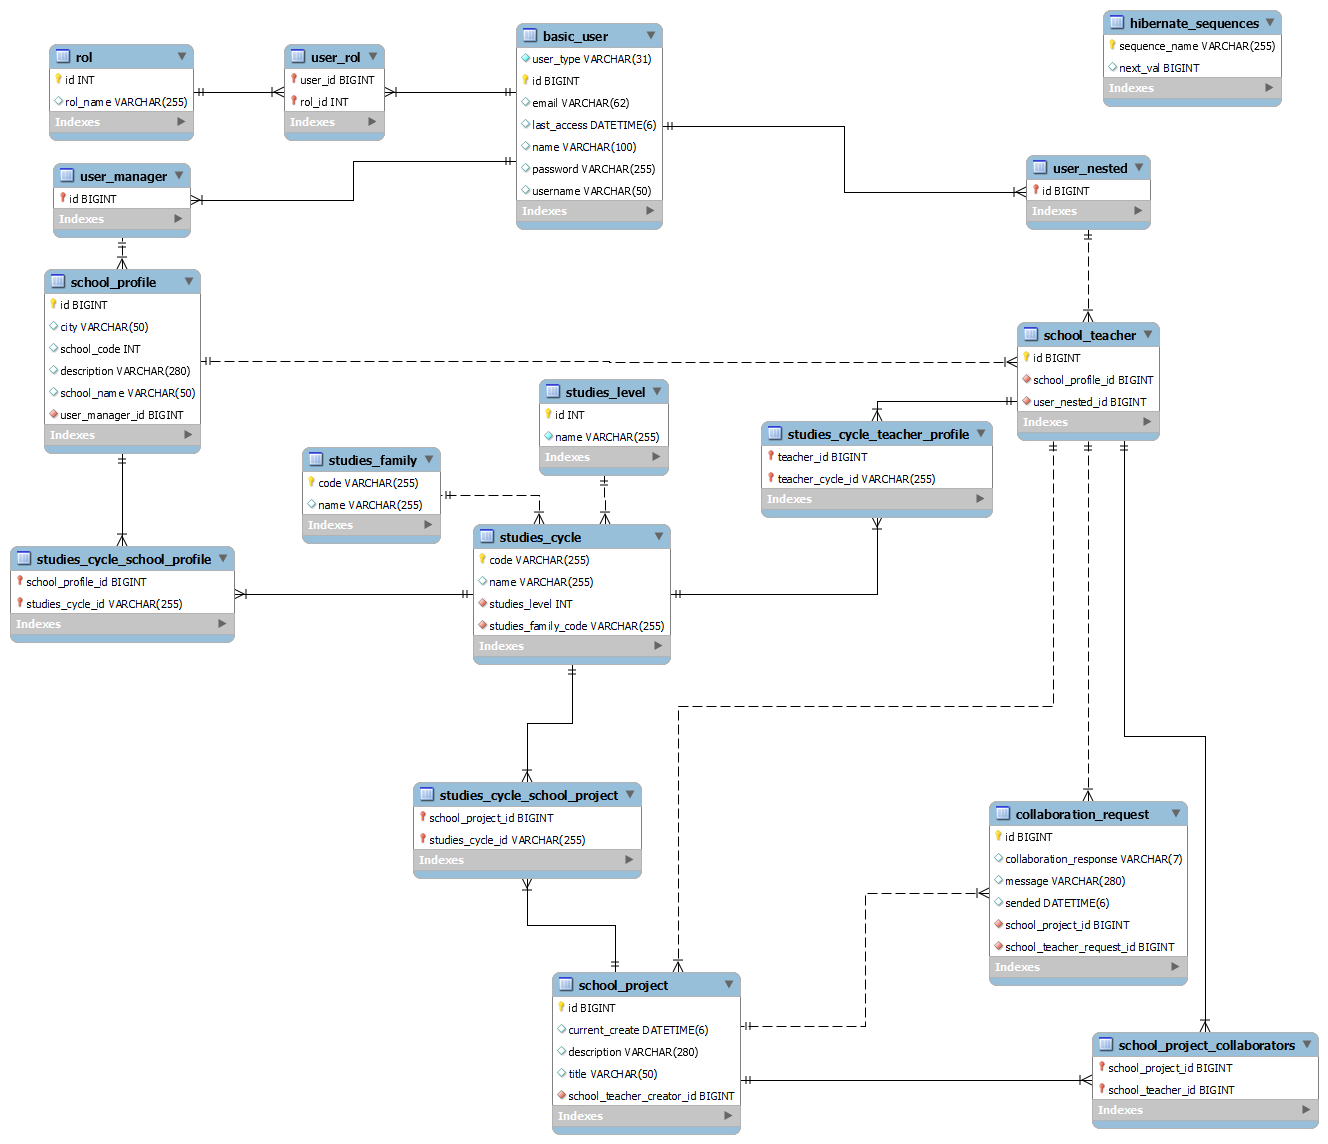 rol
id INT
rol_name VARCHAR(255)
Indexes
user_rol
user_id BIGINT
rol_id INT
Indexes
basic_user
user_type VARCHAR(31)
id BIGINT
email VARCHAR(62)
last_access DATETIME(6)
name VARCHAR(100)
password VARCHAR(255)
username VARCHAR(50)
Indexes
hibernate_sequences
sequence_name VARCHAR(255)
next_val BIGINT
Indexes
user_manager
id BIGINT
Indexes
user_nested
id BIGINT
Indexes
school_profile
id BIGINT
city VARCHAR(50)
school_code INT
description VARCHAR(280)
school_name VARCHAR(50)
user_manager_id BIGINT
Indexes
school_teacher
id BIGINT
school_profile_id BIGINT
user_nested_id BIGINT
Indexes
studies_level
id INT
name VARCHAR(255)
Indexes
studies_family
code VARCHAR(255)
name VARCHAR(255)
Indexes
studies_cycle_teacher_profile
teacher_id BIGINT
teacher_cycle_id VARCHAR(255)
Indexes
studies_cycle
code VARCHAR(255)
name VARCHAR(255)
studies_level INT
studies_family_code VARCHAR(255)
Indexes
studies_cycle_school_profile
school_profile_id BIGINT
studies_cycle_id VARCHAR(255)
Indexes
studies_cycle_school_project
school_project_id BIGINT
studies_cycle_id VARCHAR(255)
Indexes
collaboration_request
id BIGINT
collaboration_response VARCHAR(7)
message VARCHAR(280)
sended DATETIME(6)
school_project_id BIGINT
school_teacher_request_id BIGINT
Indexes
school_project
id BIGINT
current_create DATETIME(6)
description VARCHAR(280)
title VARCHAR(50)
school_teacher_creator_id BIGINT
Indexes
school_project_collaborators
school_project_id BIGINT
school_teacher_id BIGINT
Indexes